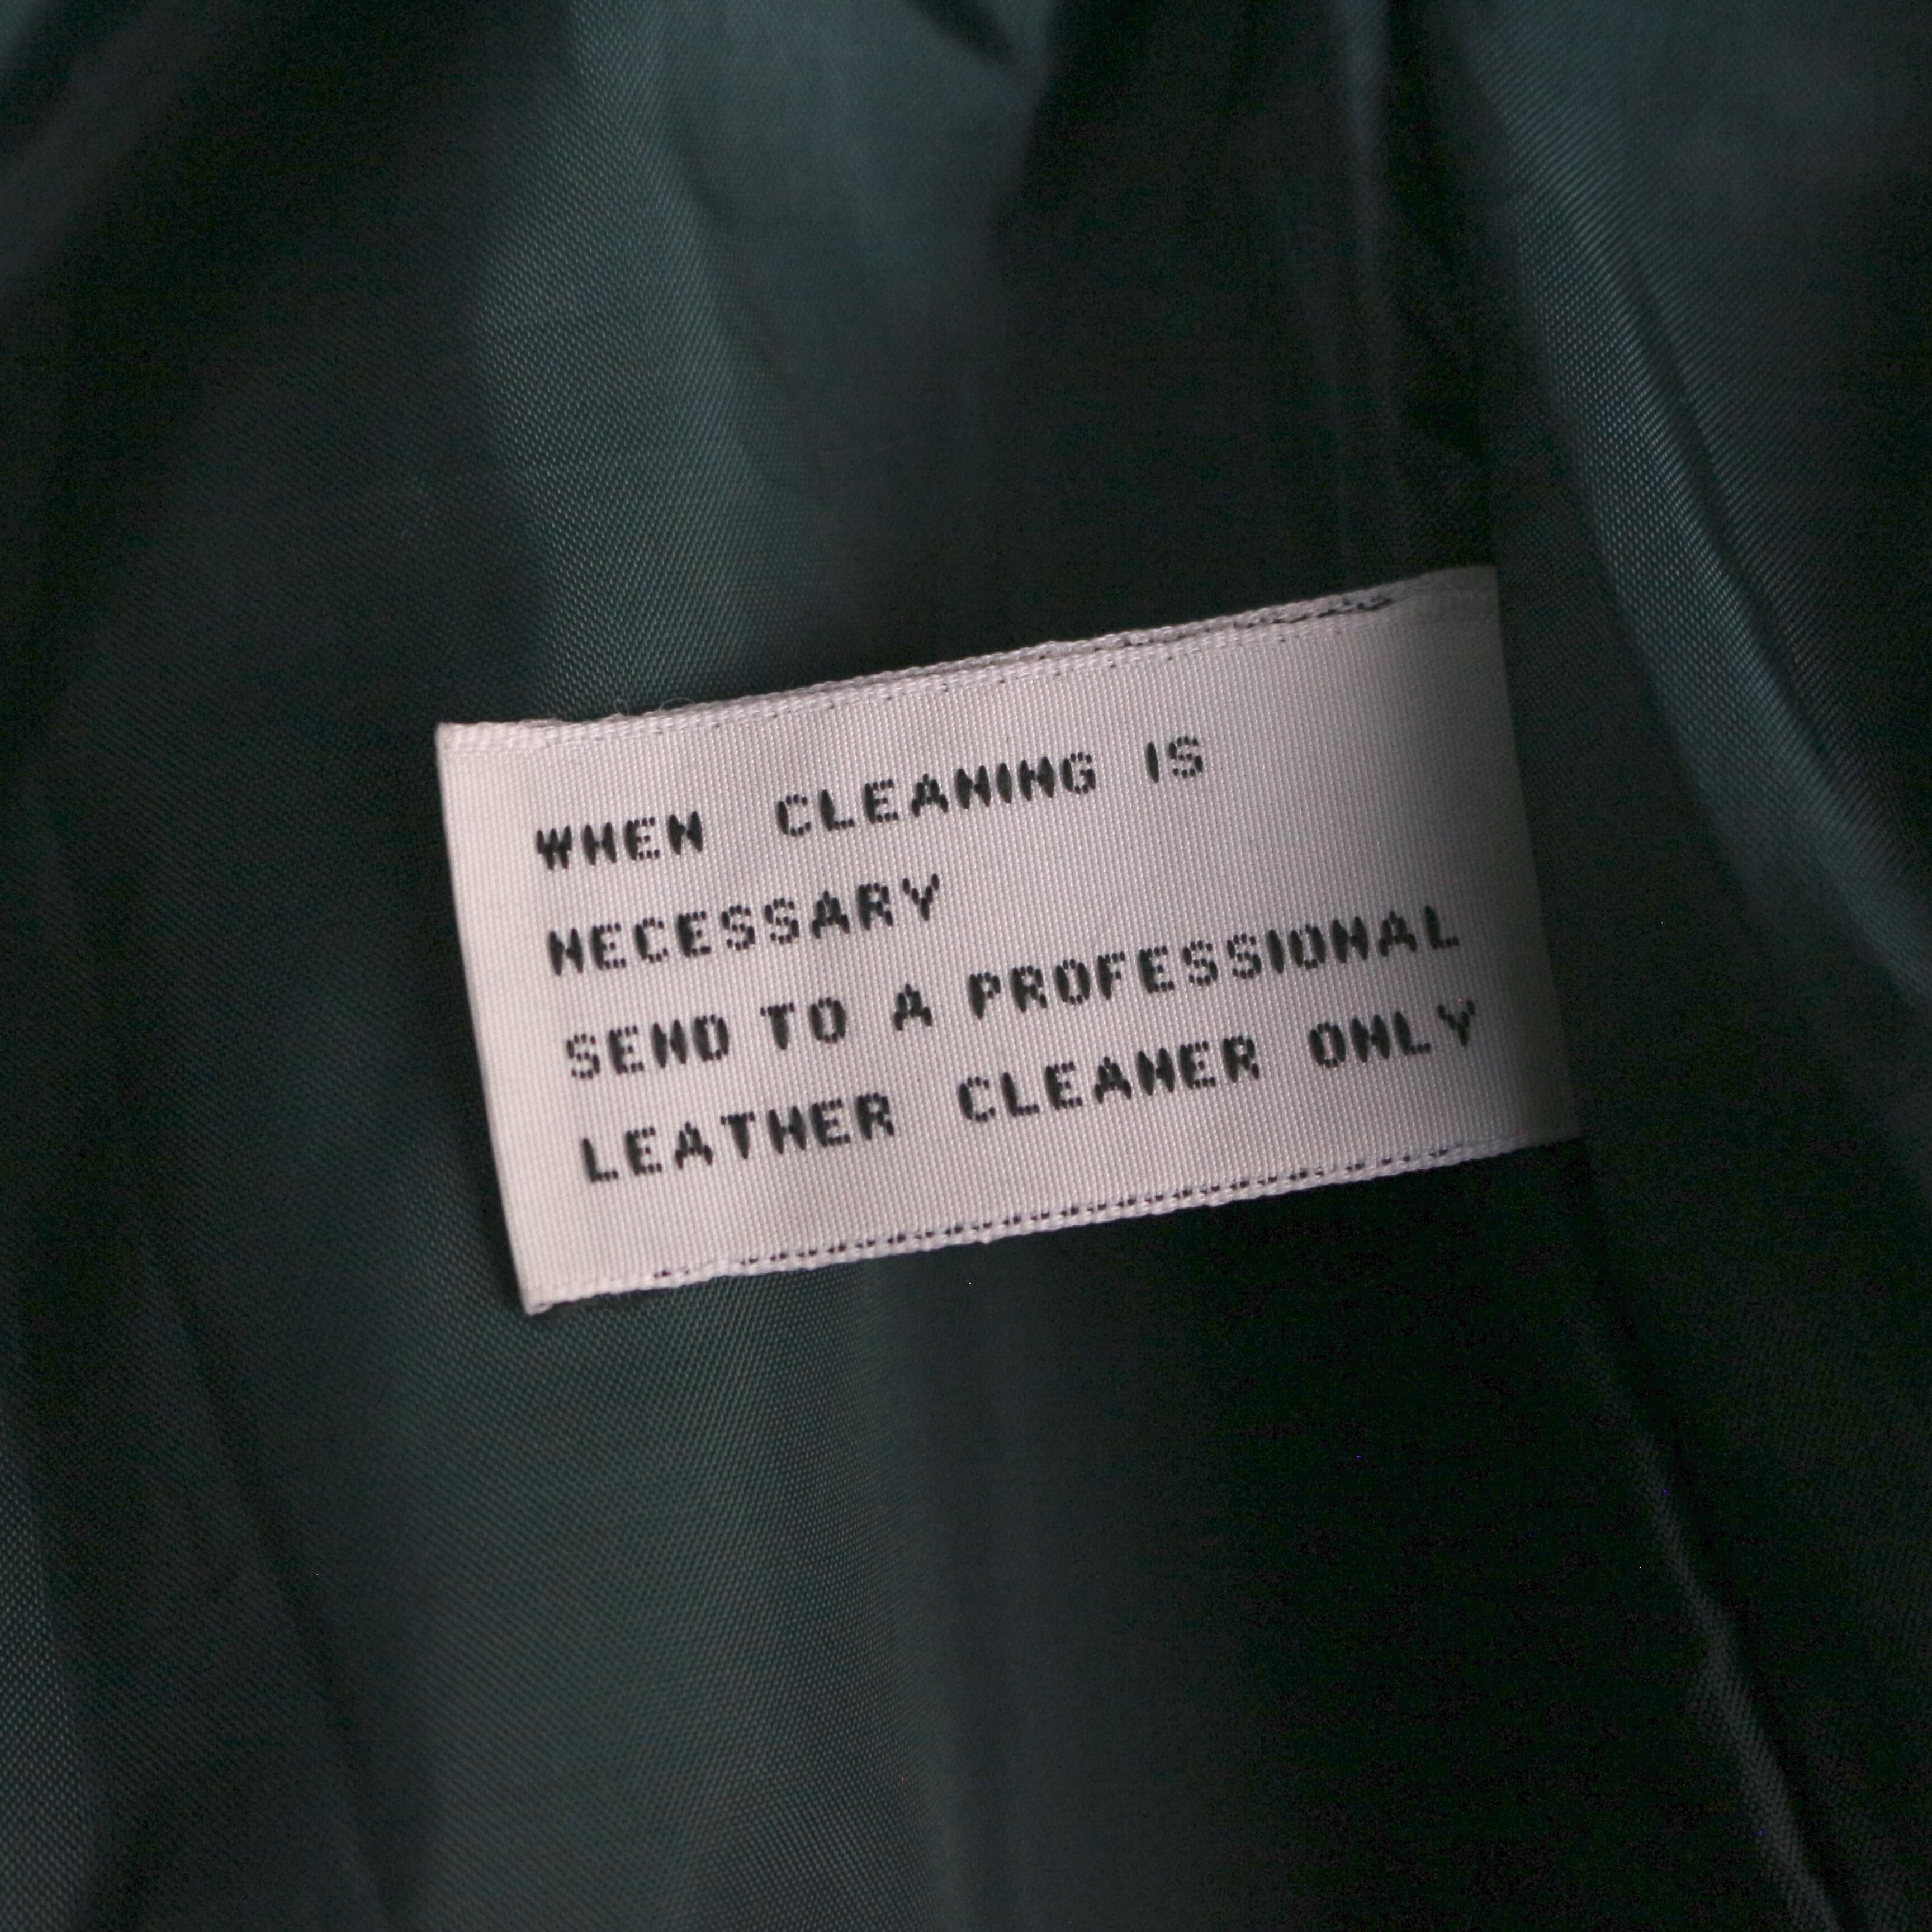 WHEN CLEANING IS
NECESSARY
SEND TO A PROFESSIONAL
LEATHER CLEANER ONLY